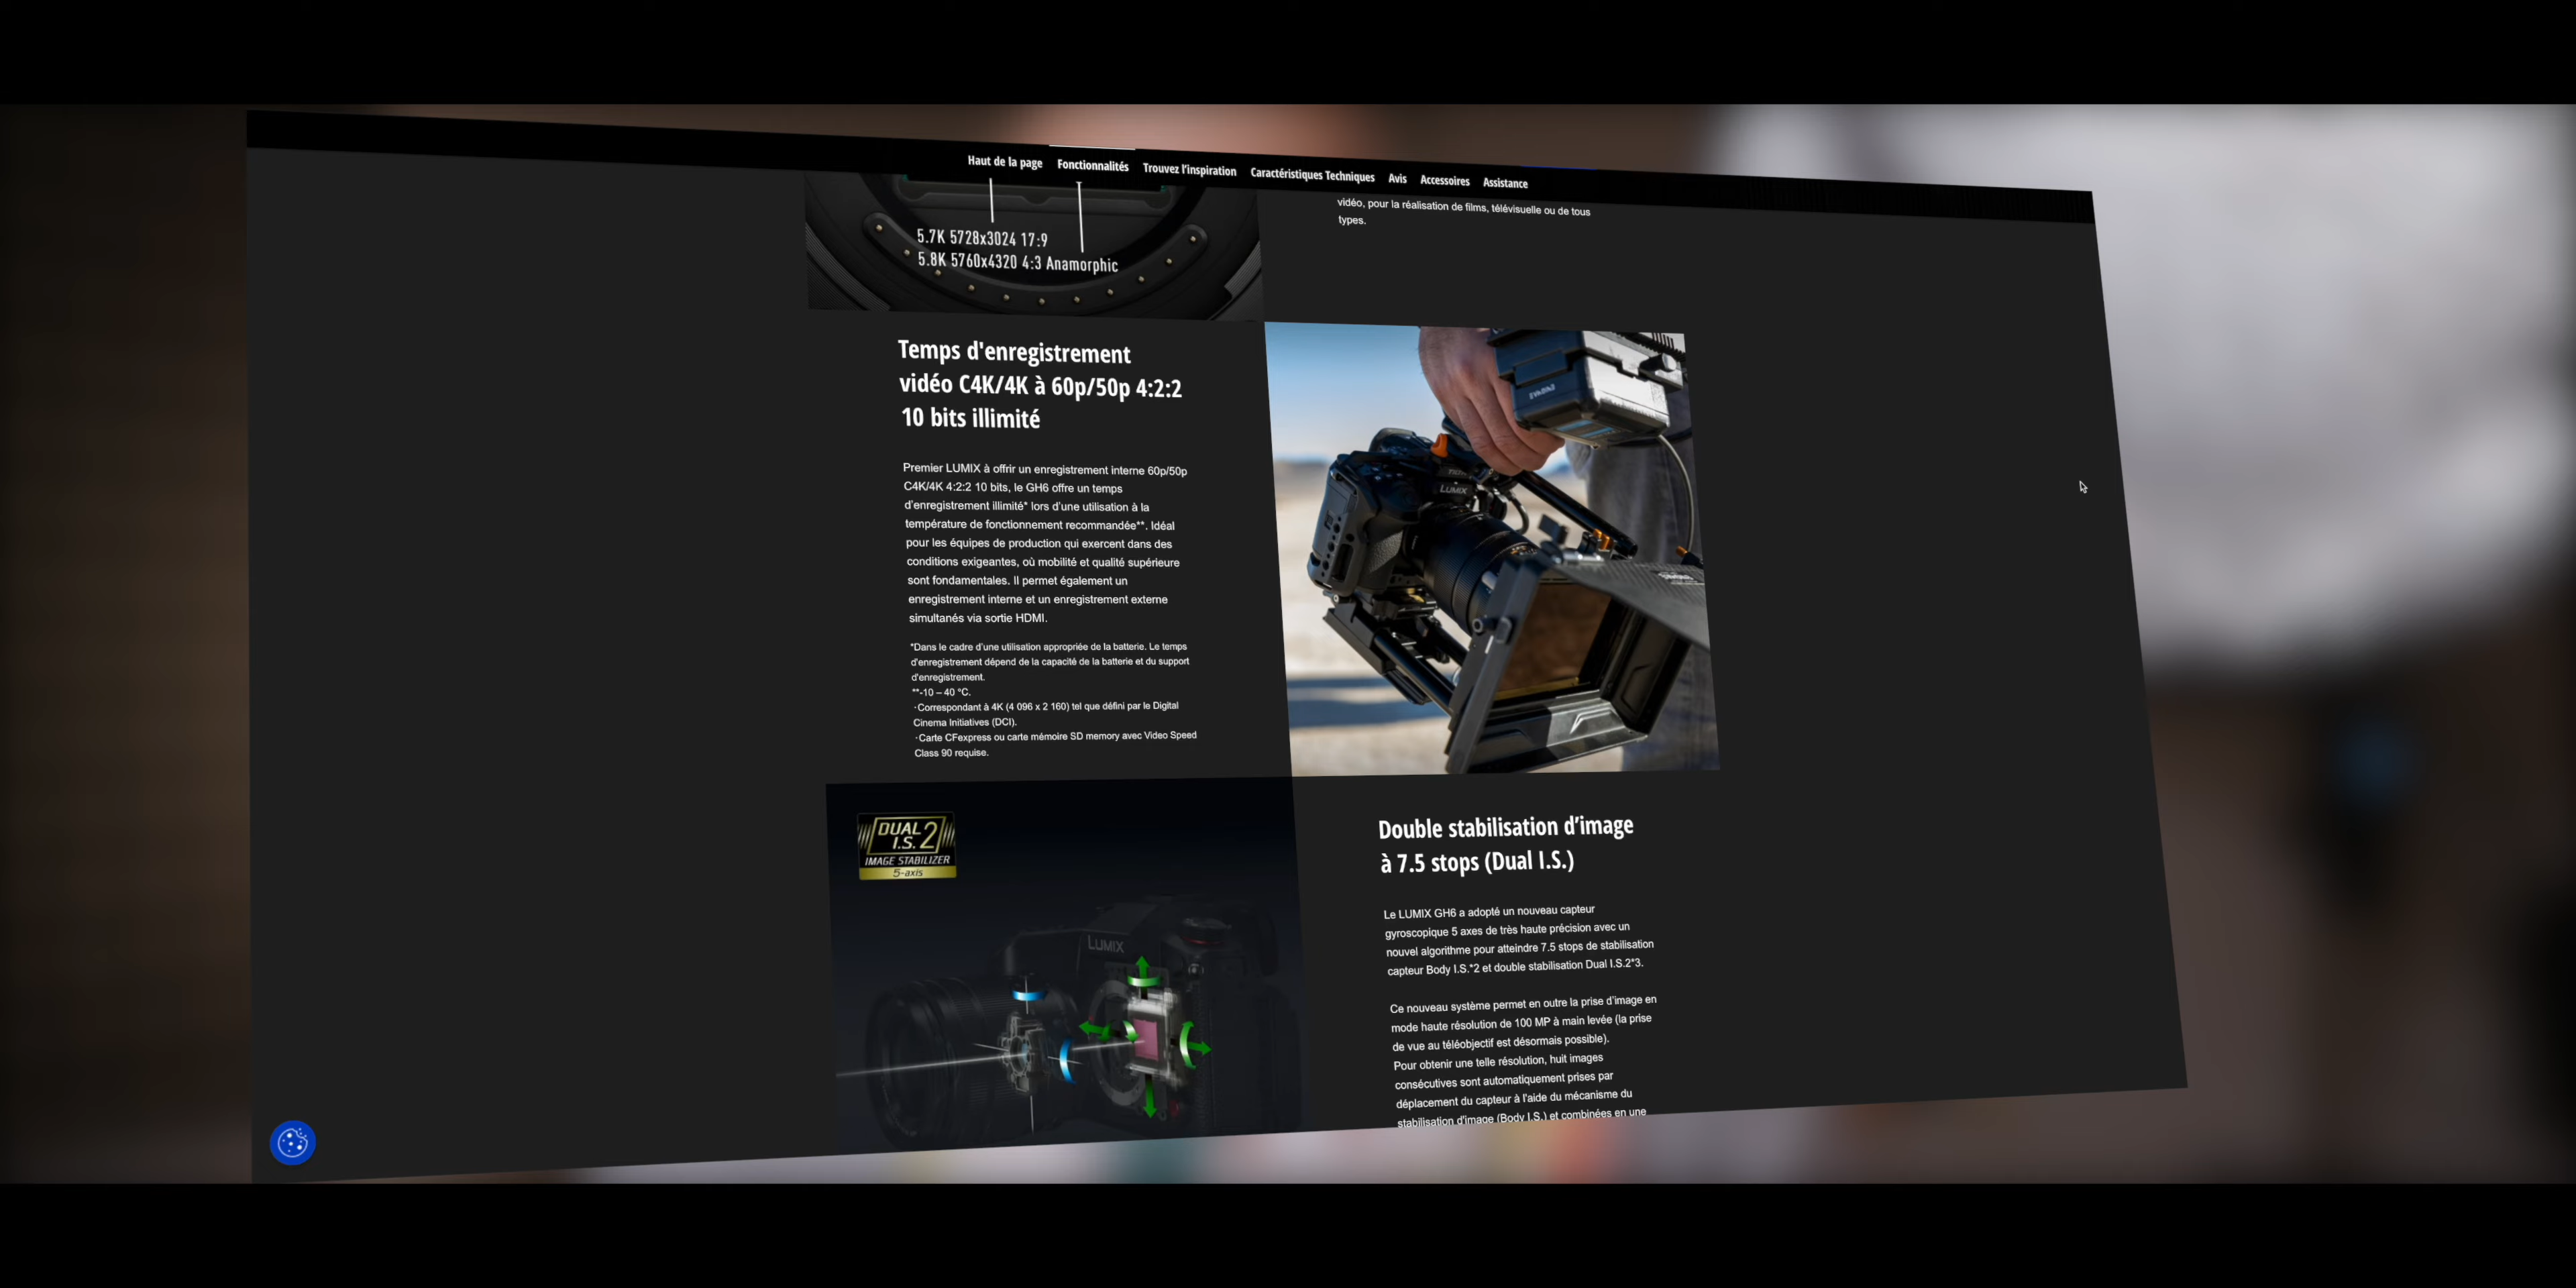 Haut de la page Fonctionnalités Trouvez l'inspiration Caractéristiques Techniques Avis Accessoires Assistance
5.7K 5728x3024 17:9
5.8K 5760x4320 4:3 Anamorphic
vidéo, pour la réalisation de films, télévisuelle ou de tous
types.
Temps d'enregistrement
vidéo C4K/4K à 60p/50p 4:2:2
10 bits illimité
Premier LUMIX à offrir un enregistrement interne 60p/50p
C4K/4K 4:2:2 10 bits, le GH6 offre un temps
d'enregistrement illimité* lors d'une utilisation à la
température de fonctionnement recommandée**. Idéal
pour les équipes de production qui exercent dans des
conditions exigeantes, où mobilité et qualité supérieure
sont fondamentales. Il permet également un
enregistrement interne et un enregistrement externe
simultanés via sortie HDMI.
*Dans le cadre d'une utilisation appropriée de la batterie. Le temps
d'enregistrement dépend de la capacité de la batterie et du support
d'enregistrement.
**-10 – 40 °C.
·Correspondant à 4K (4 096 x 2 160) tel que défini par le Digital
Cinema Initiatives (DCI).
·Carte CFexpress ou carte mémoire SD memory avec Video Speed
Class 90 requise.
LUMIX
DUAL
I.S. 2
IMAGE STABILIZER
5-axis
LUMIX
Double stabilisation d'image
à 7.5 stops (Dual I.S.)
Le LUMIX GH6 a adopté un nouveau capteur
gyroscopique 5 axes de très haute précision avec un
nouvel algorithme pour atteindre 7.5 stops de stabilisation
capteur Body I.S.*2 et double stabilisation Dual I.S.2*3.
Ce nouveau système permet en outre la prise d'image en
mode haute résolution de 100 MP à main levée (la prise
de vue au téléobjectif est désormais possible).
Pour obtenir une telle résolution, huit images
consécutives sont automatiquement prises par
déplacement du capteur à l'aide du mécanisme du
stabilisation d'image (Body I.S.) et combinées en une